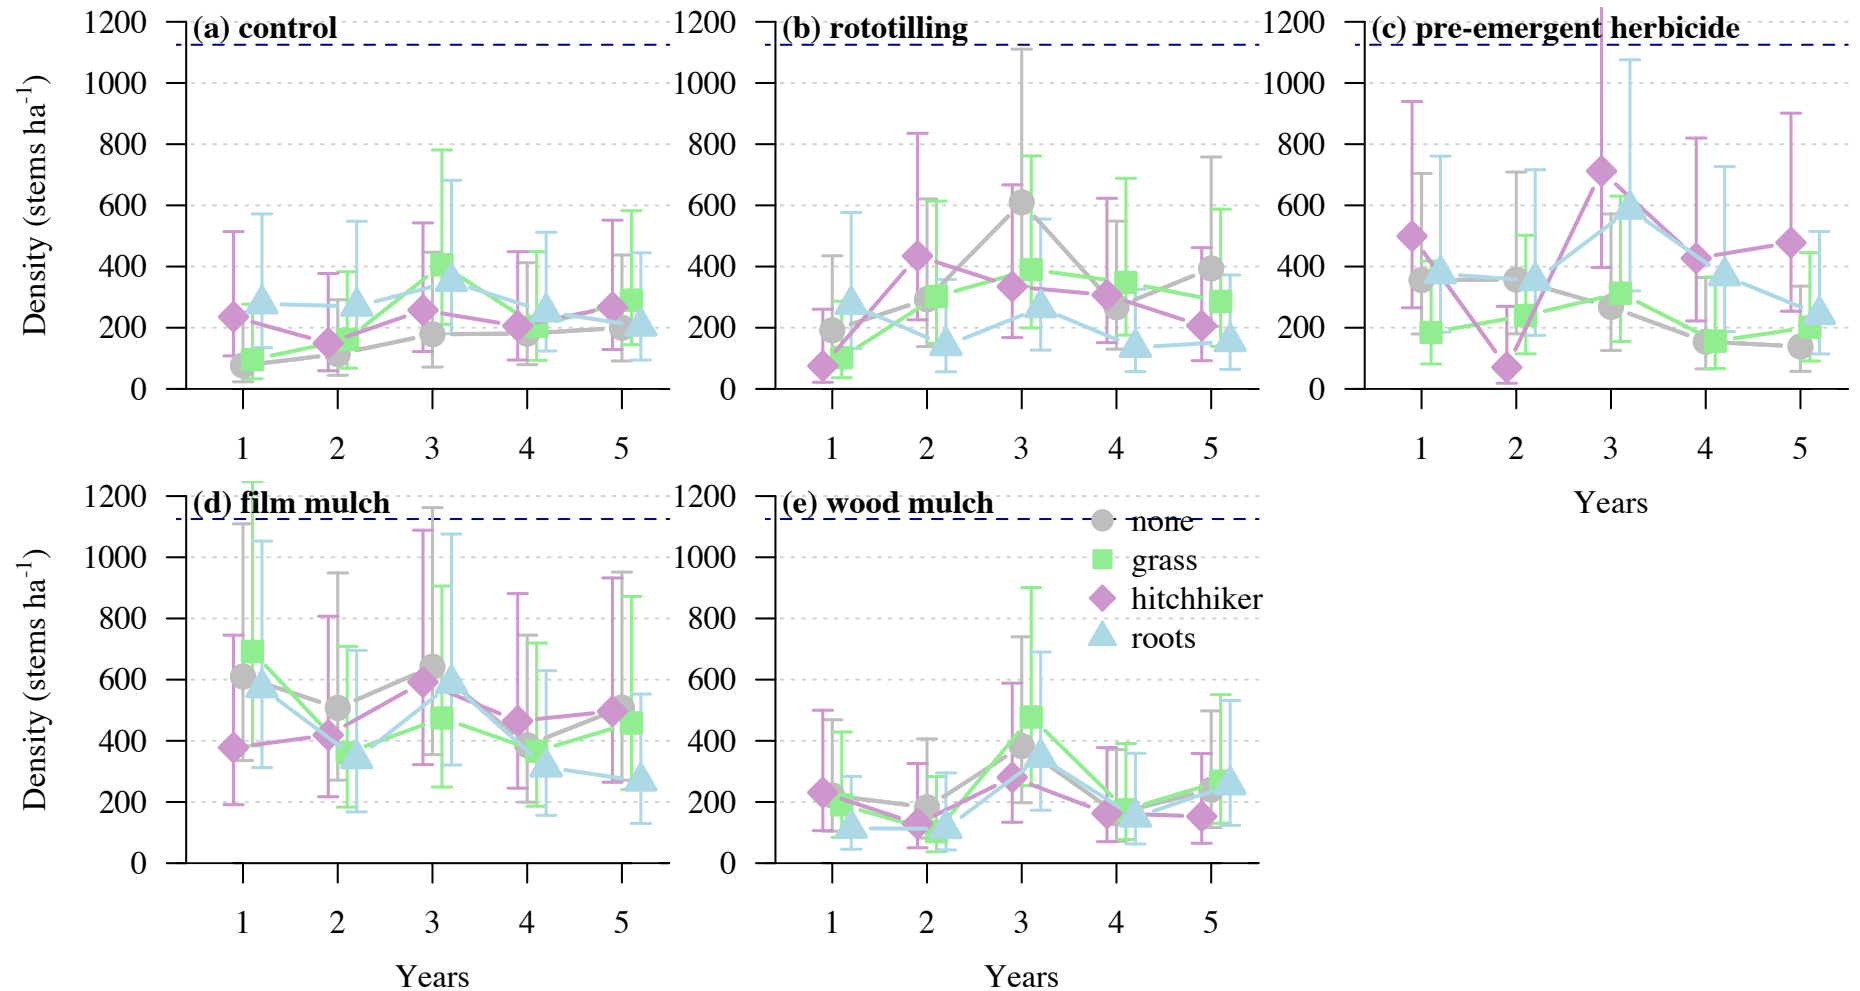 (a) control
(b) rototilling
(c) pre-emergent herbicide
1200 1200 1200
1000 1000 1000
800 800 800
600 600 600
400 400 400
200 200 200
0 0 0
Density (stems ha-1)
1 2 3 4 5
1 2 3 4 5
1 2 3 4 5
Years
(d) film mulch
(e) wood mulch
1200 1200
1000 1000
800 800
600 600
400 400
200 200
0 0
Density (stems ha-1)
none
grass
hitchhiker
roots
1 2 3 4 5
1 2 3 4 5
Years
Years